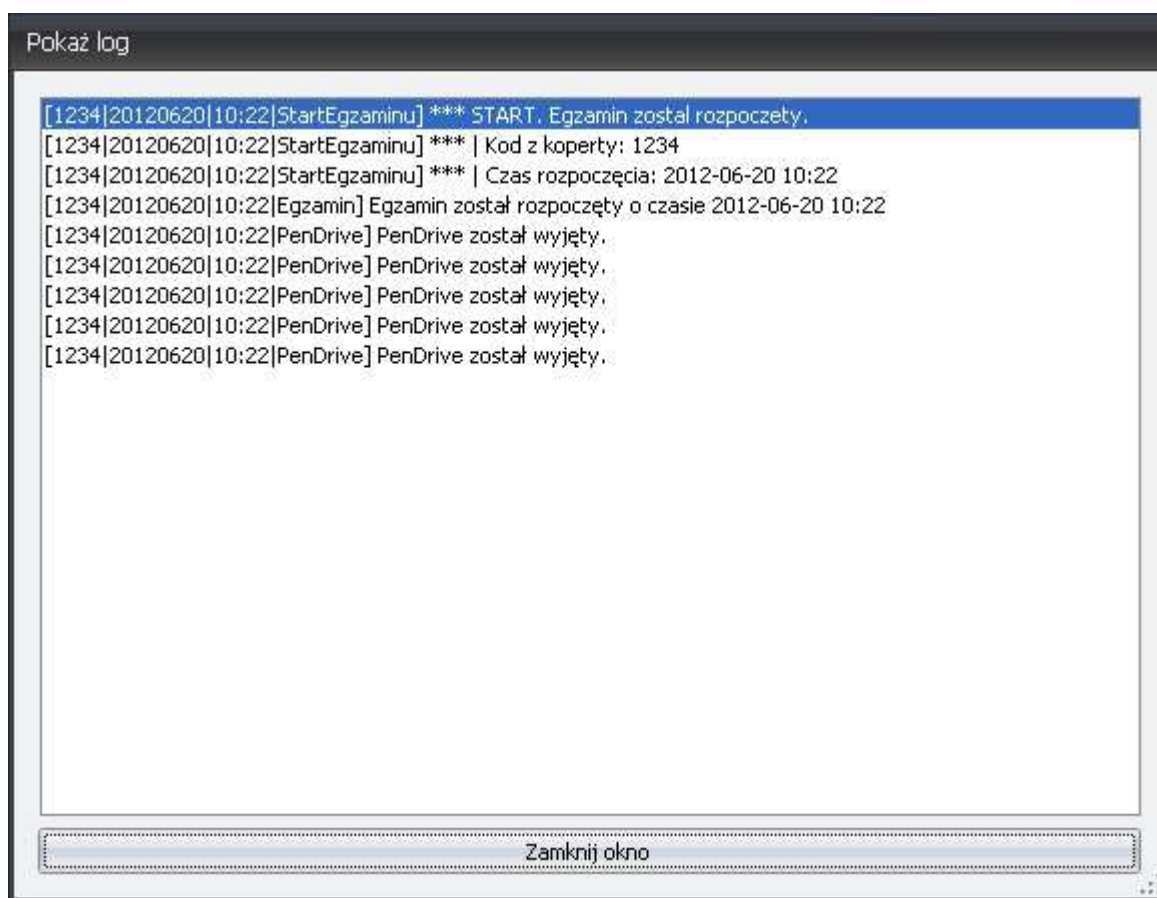 Pokaż log
[1234|20120620|10:22|StartEgzaminu] *** START. Egzamin zostal rozpoczety.
[1234|20120620|10:22|StartEgzaminu] *** | Kod z koperty: 1234
[1234|20120620|10:22|StartEgzaminu] *** | Czas rozpoczęcia: 2012-06-20 10:22
[1234|20120620|10:22|Egzamin] Egzamin został rozpoczęty o czasie 2012-06-20 10:22
[1234|20120620|10:22|PenDrive] PenDrive został wyjęty.
[1234|20120620|10:22|PenDrive] PenDrive został wyjęty.
[1234|20120620|10:22|PenDrive] PenDrive został wyjęty.
[1234|20120620|10:22|PenDrive] PenDrive został wyjęty.
[1234|20120620|10:22|PenDrive] PenDrive został wyjęty.
Zamknij okno